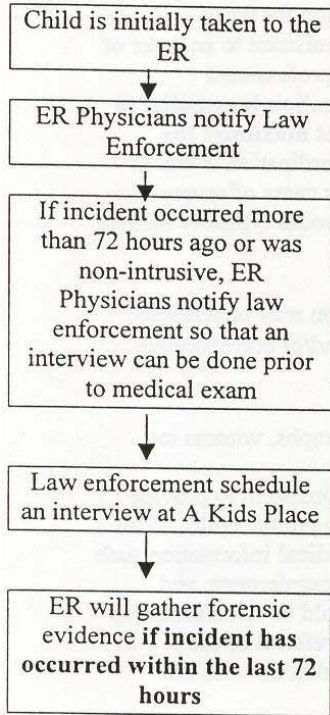 Child is initially taken to the
ER
ER Physicians notify Law
Enforcement
If incident occurred more
than 72 hours ago or was
non-intrusive, ER
Physicians notify law
enforcement so that an
interview can be done prior
to medical exam
Law enforcement schedule
an interview at A Kids Place
ER will gather forensic
evidence if incident has
occurred within the last 72
hours